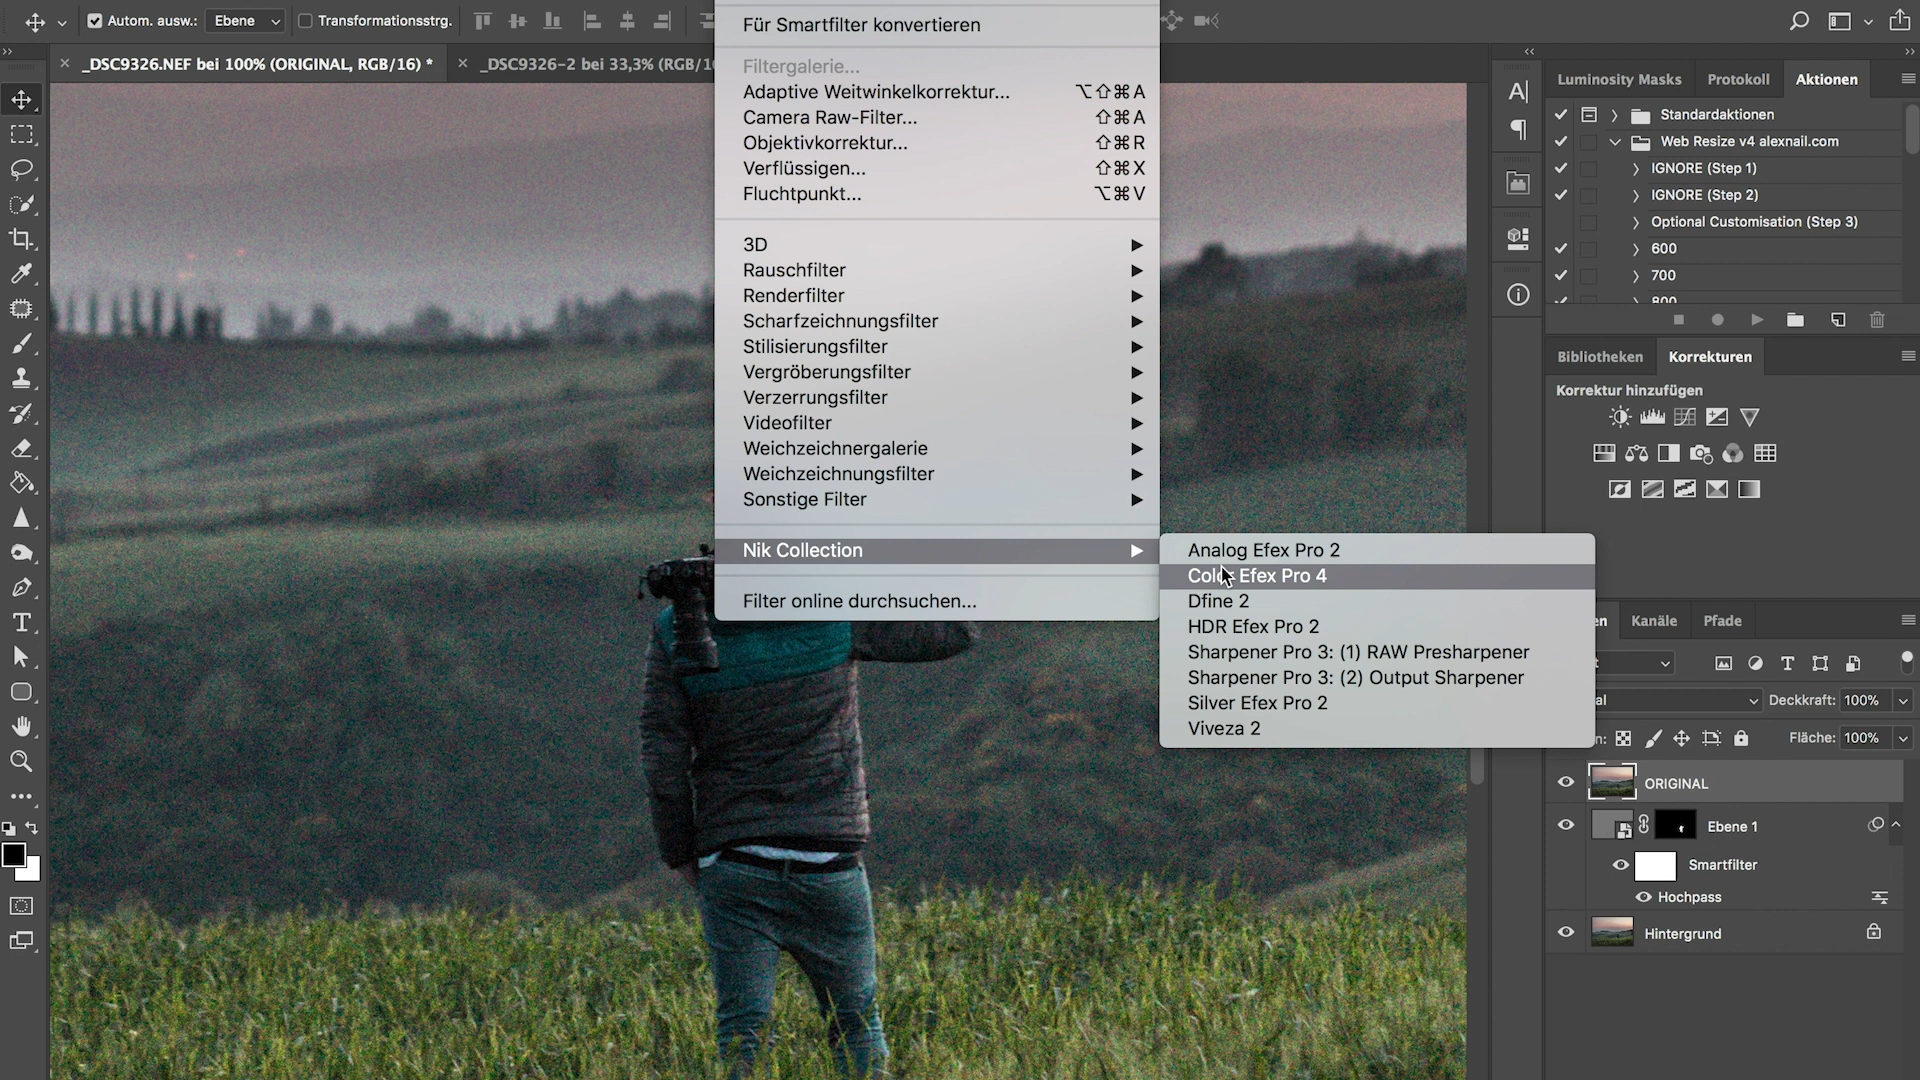 Autom. ausw.: Ebene Transformationsstrg.
_DSC9326.NEF bei 100% (ORIGINAL, RGB/16) *
_DSC9326-2 bei 33,3% (RGB/1
Für Smartfilter konvertieren
Filtergalerie...
Adaptive Weitwinkelkorrektur... ⌥⇧⌘A
Camera Raw-Filter... ⇧⌘A
Objektivkorrektur... ⇧⌘R
Verflüssigen... ⇧⌘X
Fluchtpunkt... ⌥⌘V
3D
Rauschfilter
Renderfilter
Scharfzeichnungsfilter
Stilisierungsfilter
Vergröberungsfilter
Verzerrungsfilter
Videofilter
Weichzeichnergalerie
Weichzeichnungsfilter
Sonstige Filter
Nik Collection
Filter online durchsuchen...
Analog Efex Pro 2
Color Efex Pro 4
Dfine 2
HDR Efex Pro 2
Sharpener Pro 3: (1) RAW Presharpener
Sharpener Pro 3: (2) Output Sharpener
Silver Efex Pro 2
Viveza 2
Luminosity Masks Protokoll Aktionen
Standardaktionen
Web Resize v4 alexnail.com
IGNORE (Step 1)
IGNORE (Step 2)
Optional Customisation (Step 3)
600
700
800
Bibliotheken Korrekturen
Korrektur hinzufügen
en Kanäle Pfade
t
al Deckkraft: 100%
n: Fläche: 100%
ORIGINAL
Ebene 1
Smartfilter
Hochpass
Hintergrund